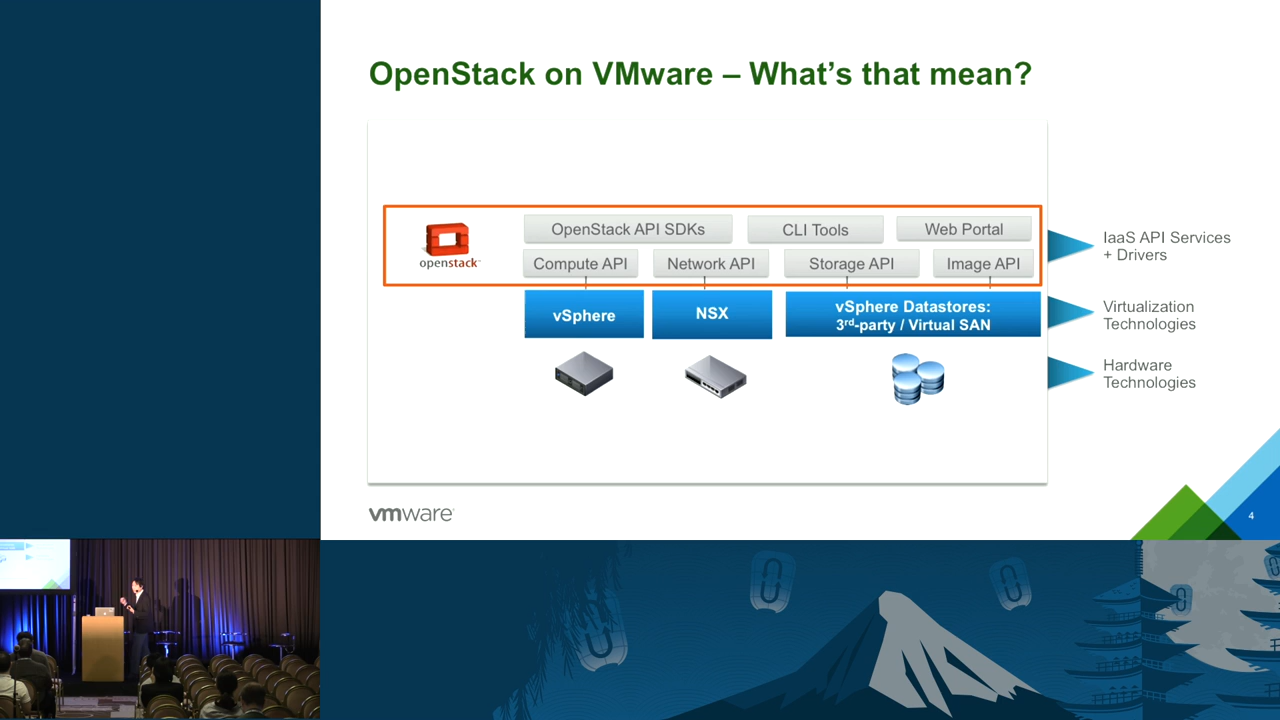 OpenStack on VMware – What's that mean?
openstack
OpenStack API SDKs
CLI Tools
Web Portal
Compute API
Network API
Storage API
Image API
IaaS API Services
+ Drivers
vSphere
NSX
vSphere Datastores:
3rd-party / Virtual SAN
Virtualization
Technologies
Hardware
Technologies
vmware
4